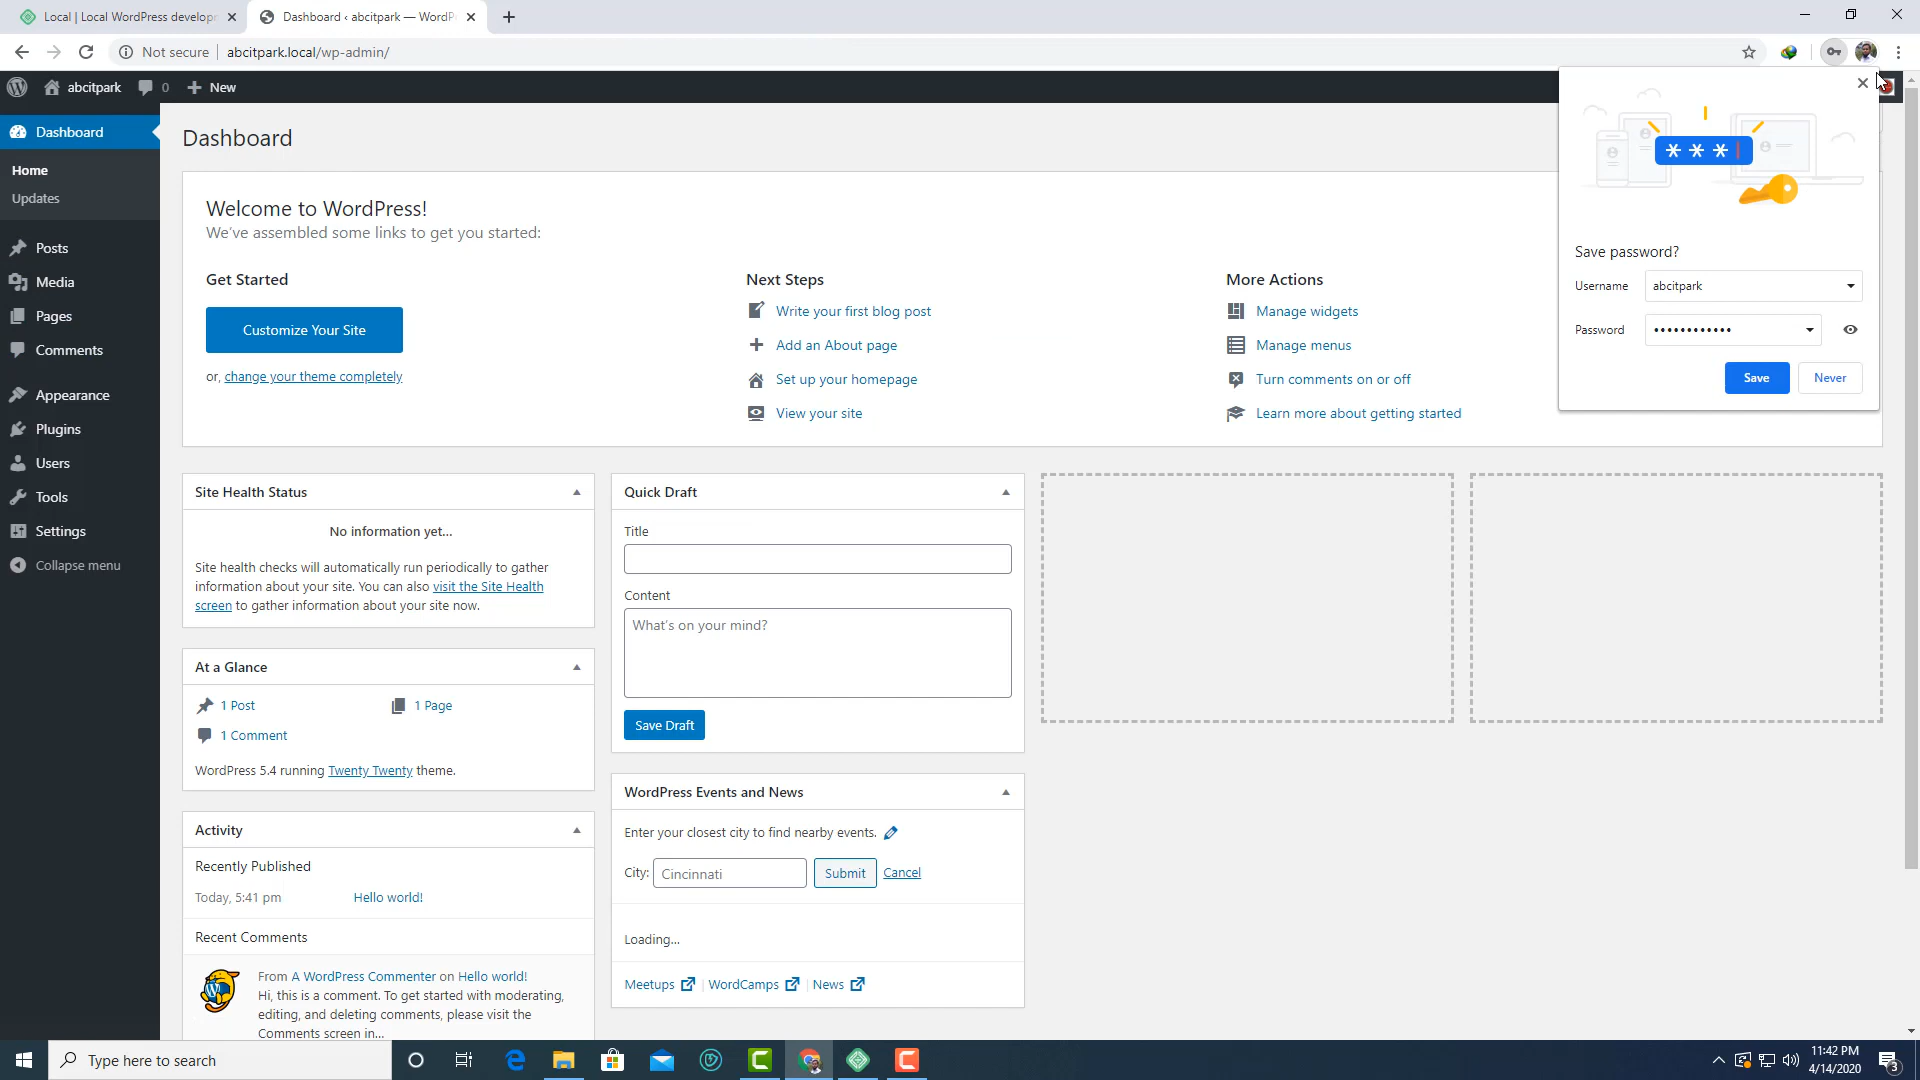 Local | Local WordPress develop
Dashboard ‹ abcitpark — WordP
Not secure
abcitpark.local/wp-admin/
abcitpark
0
New
Dashboard
Home
Updates
Posts
Media
Pages
Comments
Appearance
Plugins
Users
Tools
Settings
Collapse menu
Dashboard
Welcome to WordPress!
We've assembled some links to get you started:
Get Started
Customize Your Site
or, change your theme completely
Next Steps
Write your first blog post
Add an About page
Set up your homepage
View your site
More Actions
Manage widgets
Manage menus
Turn comments on or off
Learn more about getting started
* * *
Save password?
Username
abcitpark
Password
••••••••••••
Save
Never
Site Health Status
No information yet...
Site health checks will automatically run periodically to gather
information about your site. You can also visit the Site Health
screen to gather information about your site now.
At a Glance
1 Post
1 Page
1 Comment
WordPress 5.4 running Twenty Twenty theme.
Activity
Recently Published
Today, 5:41 pm
Hello world!
Recent Comments
From A WordPress Commenter on Hello world!
Hi, this is a comment. To get started with moderating,
editing, and deleting comments, please visit the
Comments screen in...
Quick Draft
Title
Content
What's on your mind?
Save Draft
WordPress Events and News
Enter your closest city to find nearby events.
City:
Cincinnati
Submit
Cancel
Loading...
Meetups
WordCamps
News
Type here to search
11:42 PM
4/14/2020
3